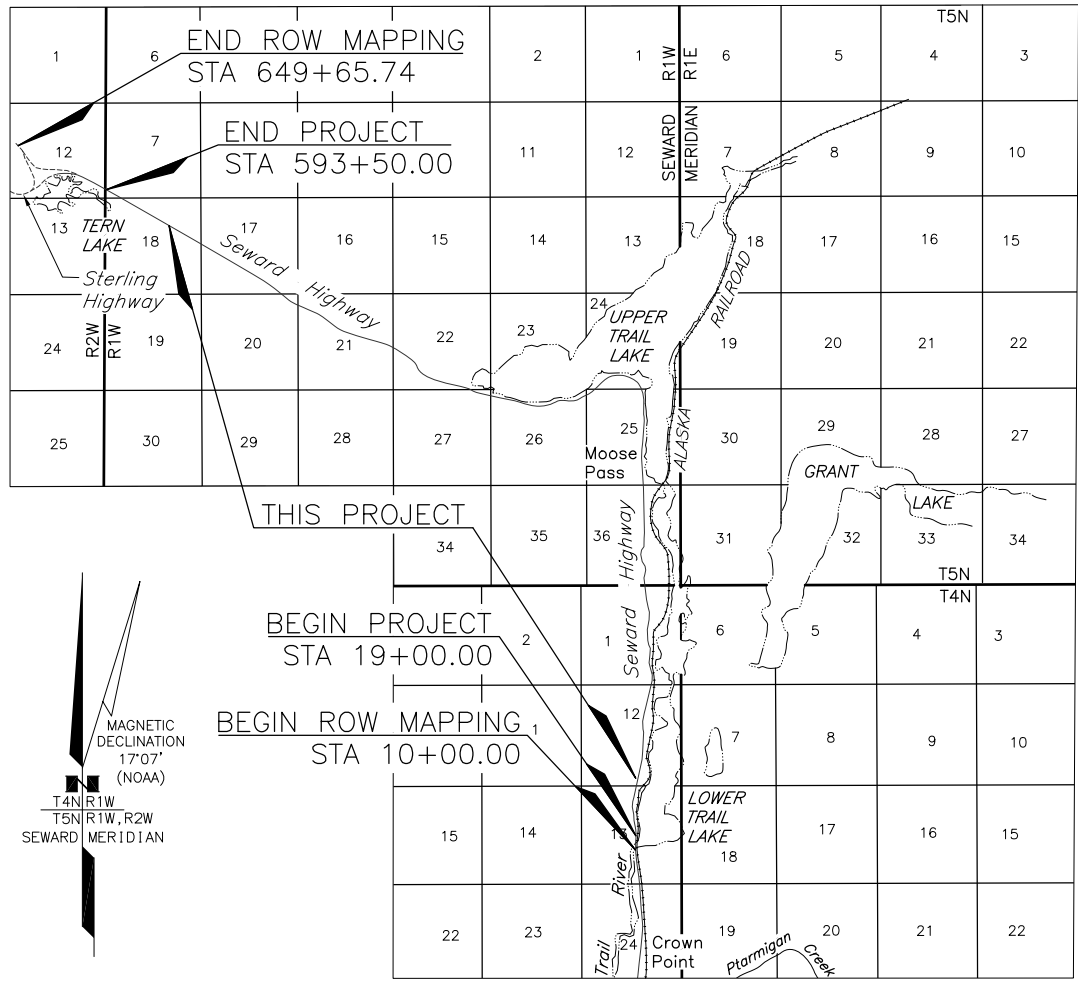 T5N
1 6 2 1 6 5 4 3
END ROW MAPPING
STA 649+65.74
R1W
R1E
SEWARD
MERIDIAN
END PROJECT
STA 593+50.00
12 7 11 12 7 8 9 10
13 18 17 16 15 14 13 18 17 16 15
TERN
LAKE
Seward Highway
Sterling
Highway
RAILROAD
24 19 20 21 22 23 24 19 20 21 22
R2W
R1W
UPPER
TRAIL
LAKE
25 30 29 28 27 26 25 30 29 28 27
Moose
Pass
ALASKA
GRANT
LAKE
THIS PROJECT
34 35 36 31 32 33 34
Seward Highway
T5N
T4N
BEGIN PROJECT
STA 19+00.00
2 1 6 5 4 3
BEGIN ROW MAPPING
STA 10+00.00
1 12 7 8 9 10
MAGNETIC
DECLINATION
17°07'
(NOAA)
N
T4N R1W
T5N R1W,R2W
SEWARD MERIDIAN
LOWER
TRAIL
LAKE
15 14 13 18 17 16 15
Trail River
22 23 24 19 20 21 22
Crown
Point
Ptarmigan Creek